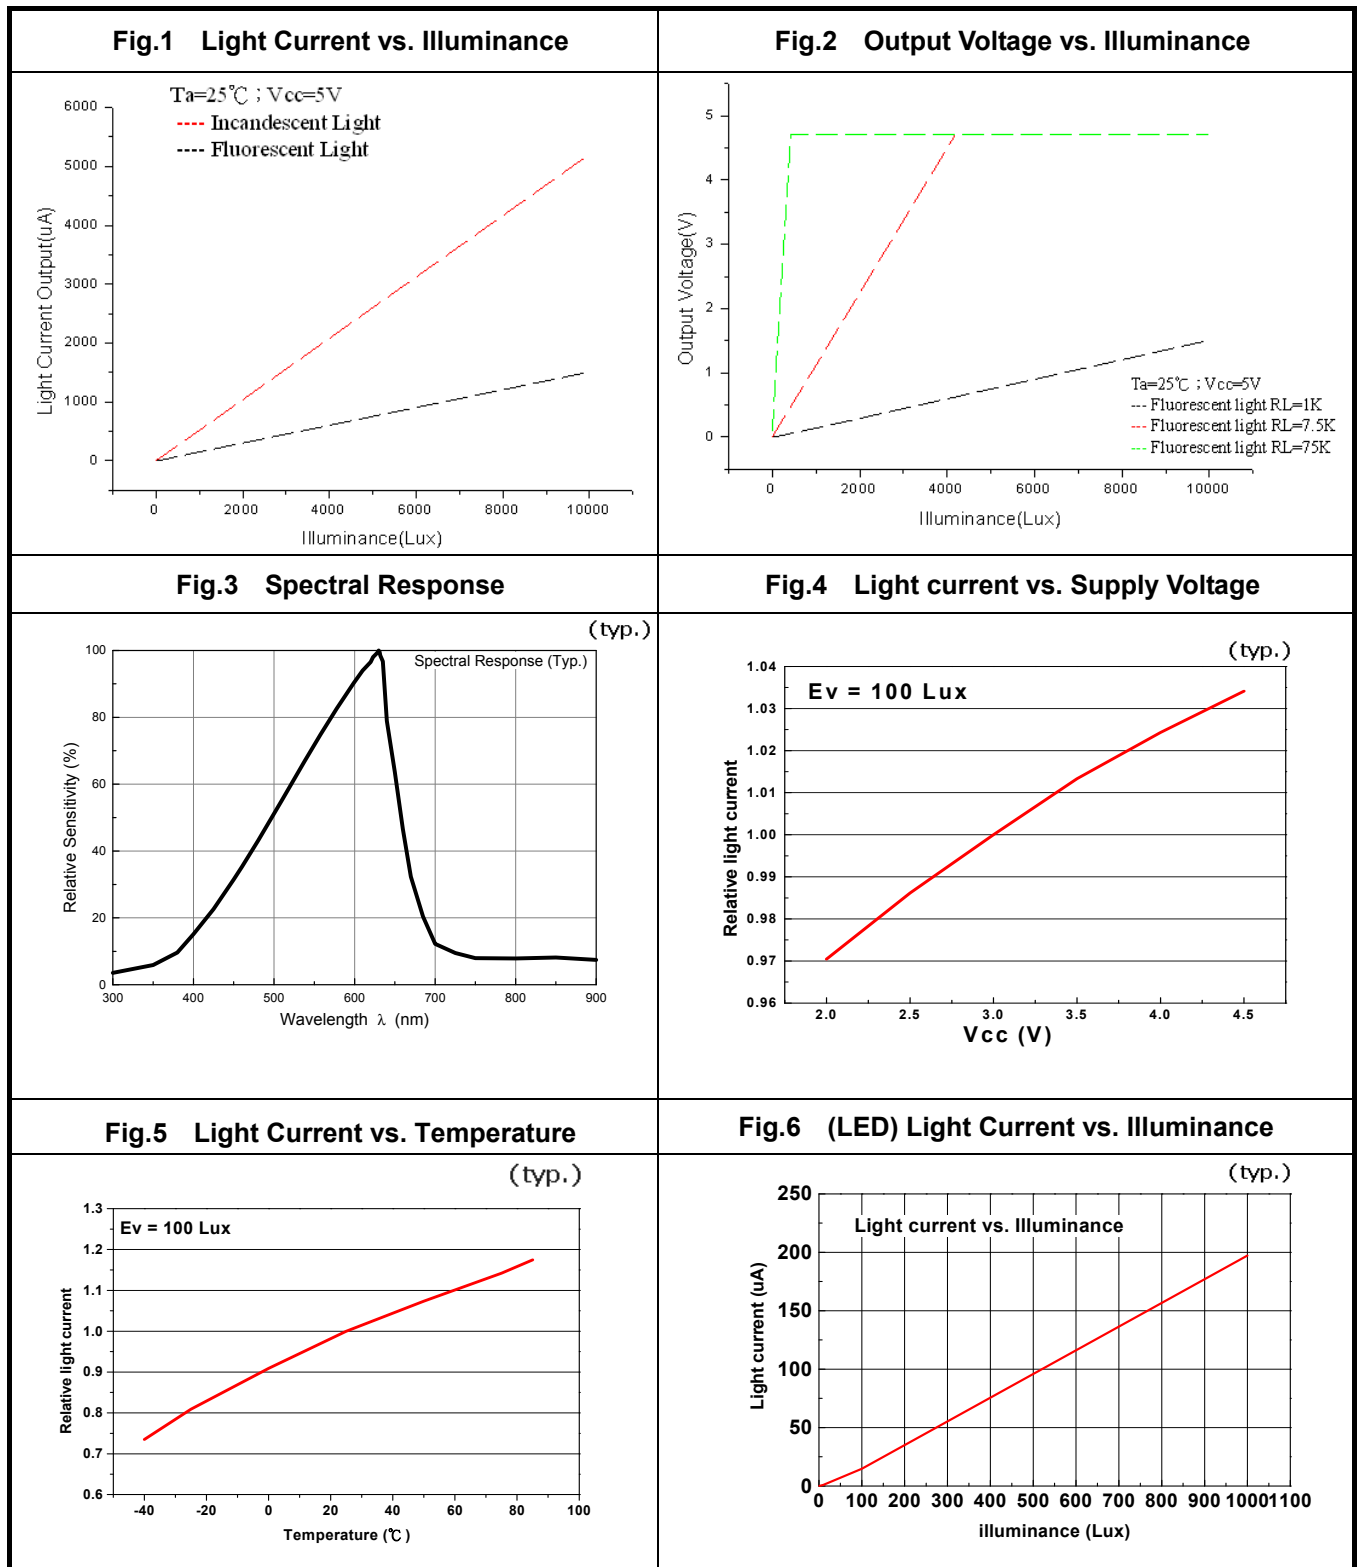 Fig.1 Light Current vs. Illuminance
Ta=25℃ ; Vcc=5V
---- Incandescent Light
---- Fluorescent Light
6000
5000
4000
3000
2000
1000
0
Light Current Output(uA)
0 2000 4000 6000 8000 10000
Illuminance(Lux)
Fig.2 Output Voltage vs. Illuminance
5
4
3
2
1
0
Output Voltage(V)
Ta=25℃ ; Vcc=5V
--- Fluorescent light RL=1K
--- Fluorescent light RL=7.5K
--- Fluorescent light RL=75K
0 2000 4000 6000 8000 10000
Illuminance(Lux)
Fig.3 Spectral Response
(typ.)
Spectral Response (Typ.)
100
80
60
40
20
0
Relative Sensitivity (%)
300 400 500 600 700 800 900
Wavelength λ (nm)
Fig.4 Light current vs. Supply Voltage
(typ.)
Ev = 100 Lux
1.04
1.03
1.02
1.01
1.00
0.99
0.98
0.97
0.96
Relative light current
2.0 2.5 3.0 3.5 4.0 4.5
Vcc (V)
Fig.5 Light Current vs. Temperature
(typ.)
Ev = 100 Lux
1.3
1.2
1.1
1.0
0.9
0.8
0.7
0.6
Relative light current
-40 -20 0 20 40 60 80 100
Temperature (℃)
Fig.6 (LED) Light Current vs. Illuminance
(typ.)
Light current vs. Illuminance
250
200
150
100
50
0
Light current (uA)
0 100 200 300 400 500 600 700 800 900 1000 1100
illuminance (Lux)